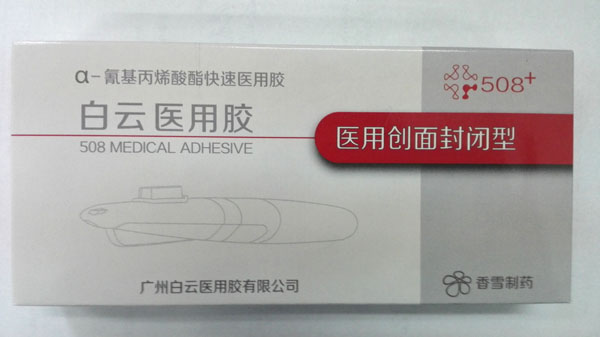 α-氰基丙烯酸酯快速医用胶
508+
白云医用胶
508 MEDICAL ADHESIVE
医用创面封闭型
广州白云医用胶有限公司
香雪制药